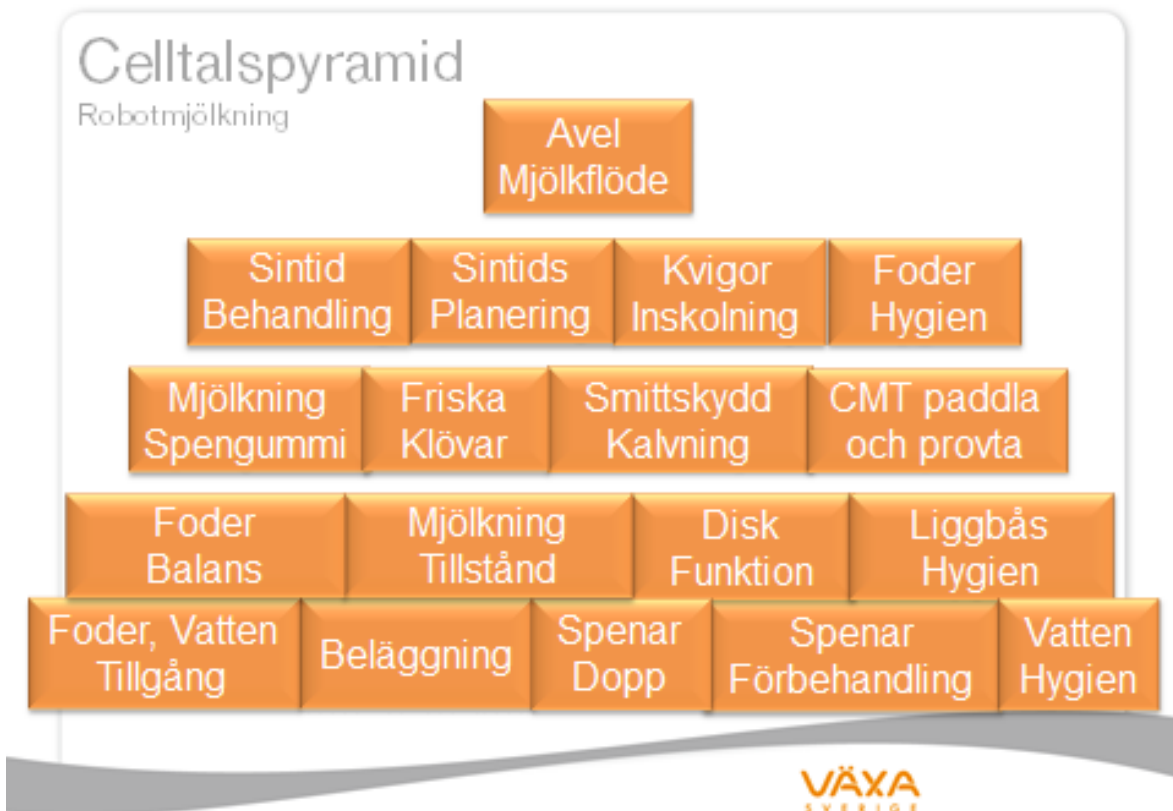 Celltalspyramid
Robotmjölkning
Avel
Mjölkflöde
Sintid
Behandling
Sintids
Planering
Kvigor
Inskolning
Foder
Hygien
Mjölkning
Spengummi
Friska
Klövar
Smittskydd
Kalvning
CMT paddla
och provta
Foder
Balans
Mjölkning
Tillstånd
Disk
Funktion
Liggbås
Hygien
Foder, Vatten
Tillgång
Beläggning
Spenar
Dopp
Spenar
Förbehandling
Vatten
Hygien
VÄXA
SVERIGE